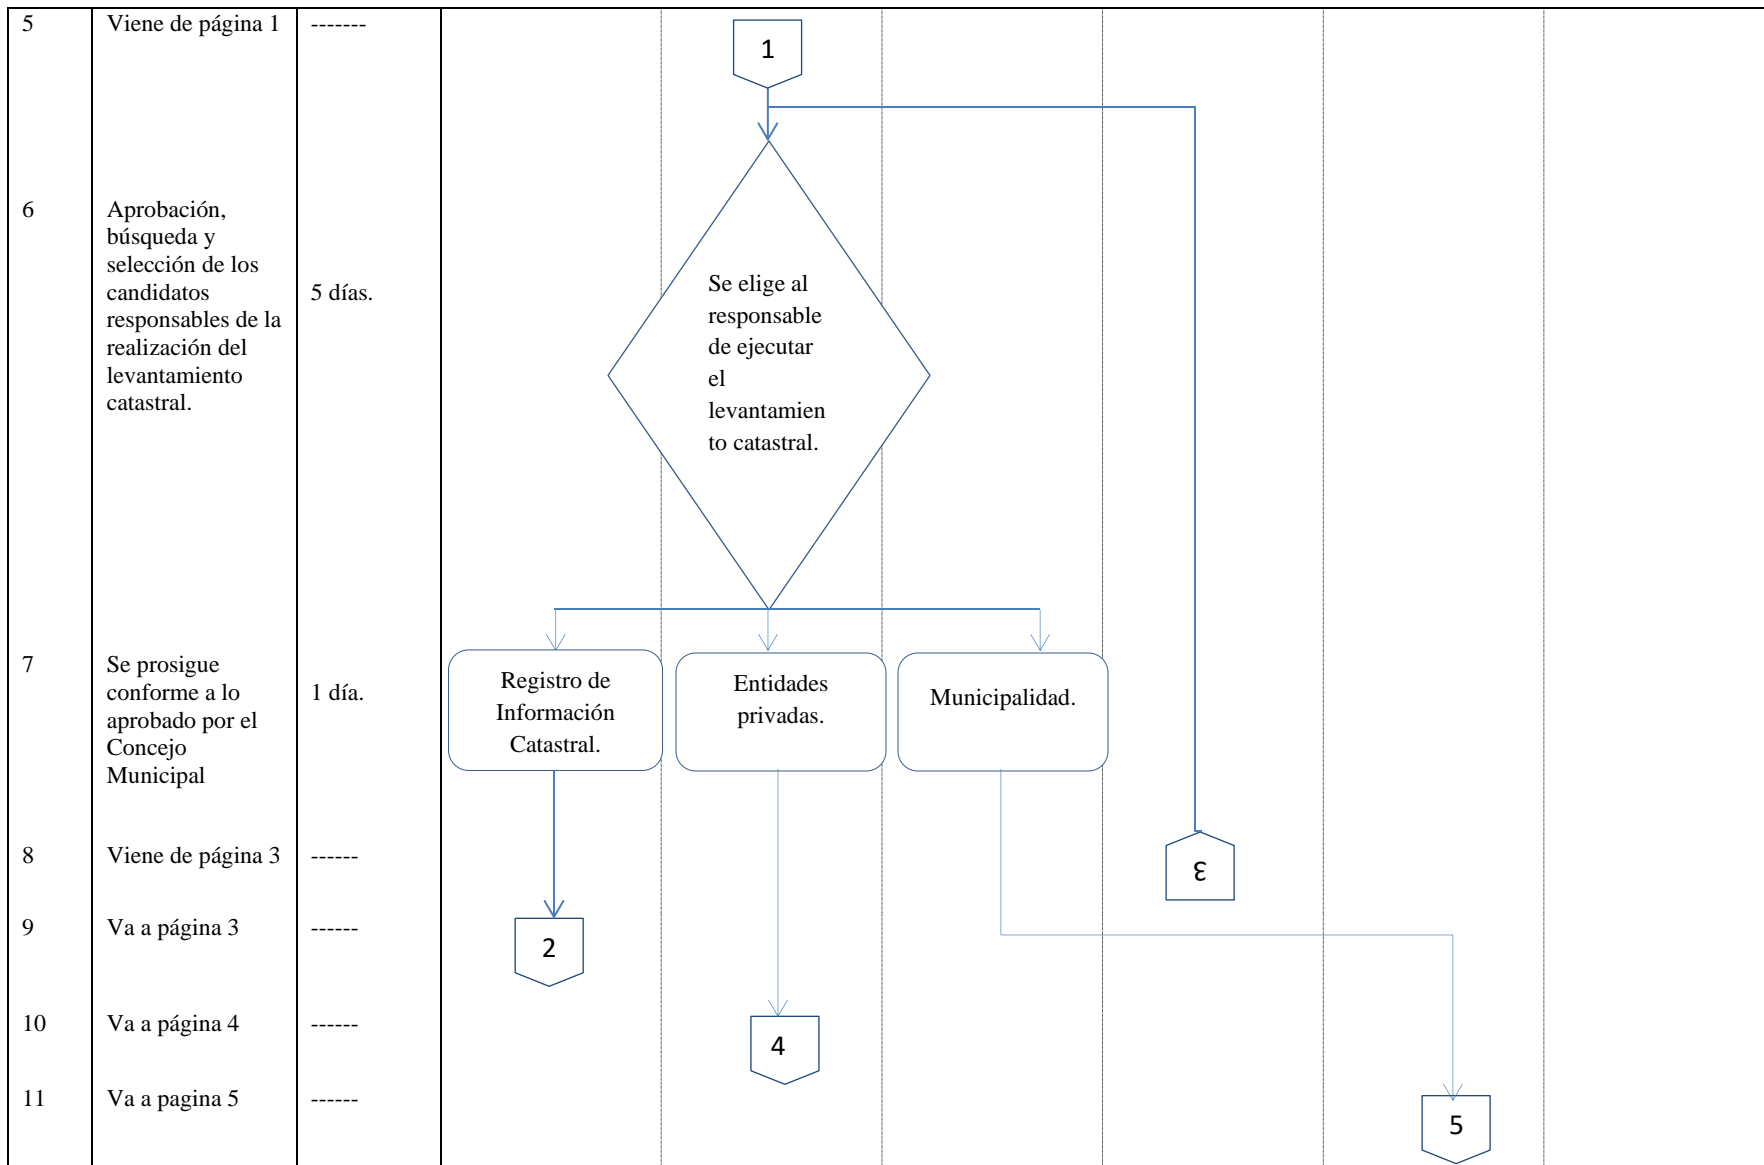 5
Viene de página 1
-------
1
6
Aprobación,
búsqueda y
selección de los
candidatos
responsables de la
realización del
levantamiento
catastral.
5 días.
Se elige al
responsable
de ejecutar
el
levantamien
to catastral.
7
Se prosigue
conforme a lo
aprobado por el
Concejo
Municipal
1 día.
Registro de
Información
Catastral.
Entidades
privadas.
Municipalidad.
8
Viene de página 3
------
3
9
Va a página 3
------
2
10
Va a página 4
------
4
11
Va a pagina 5
------
5